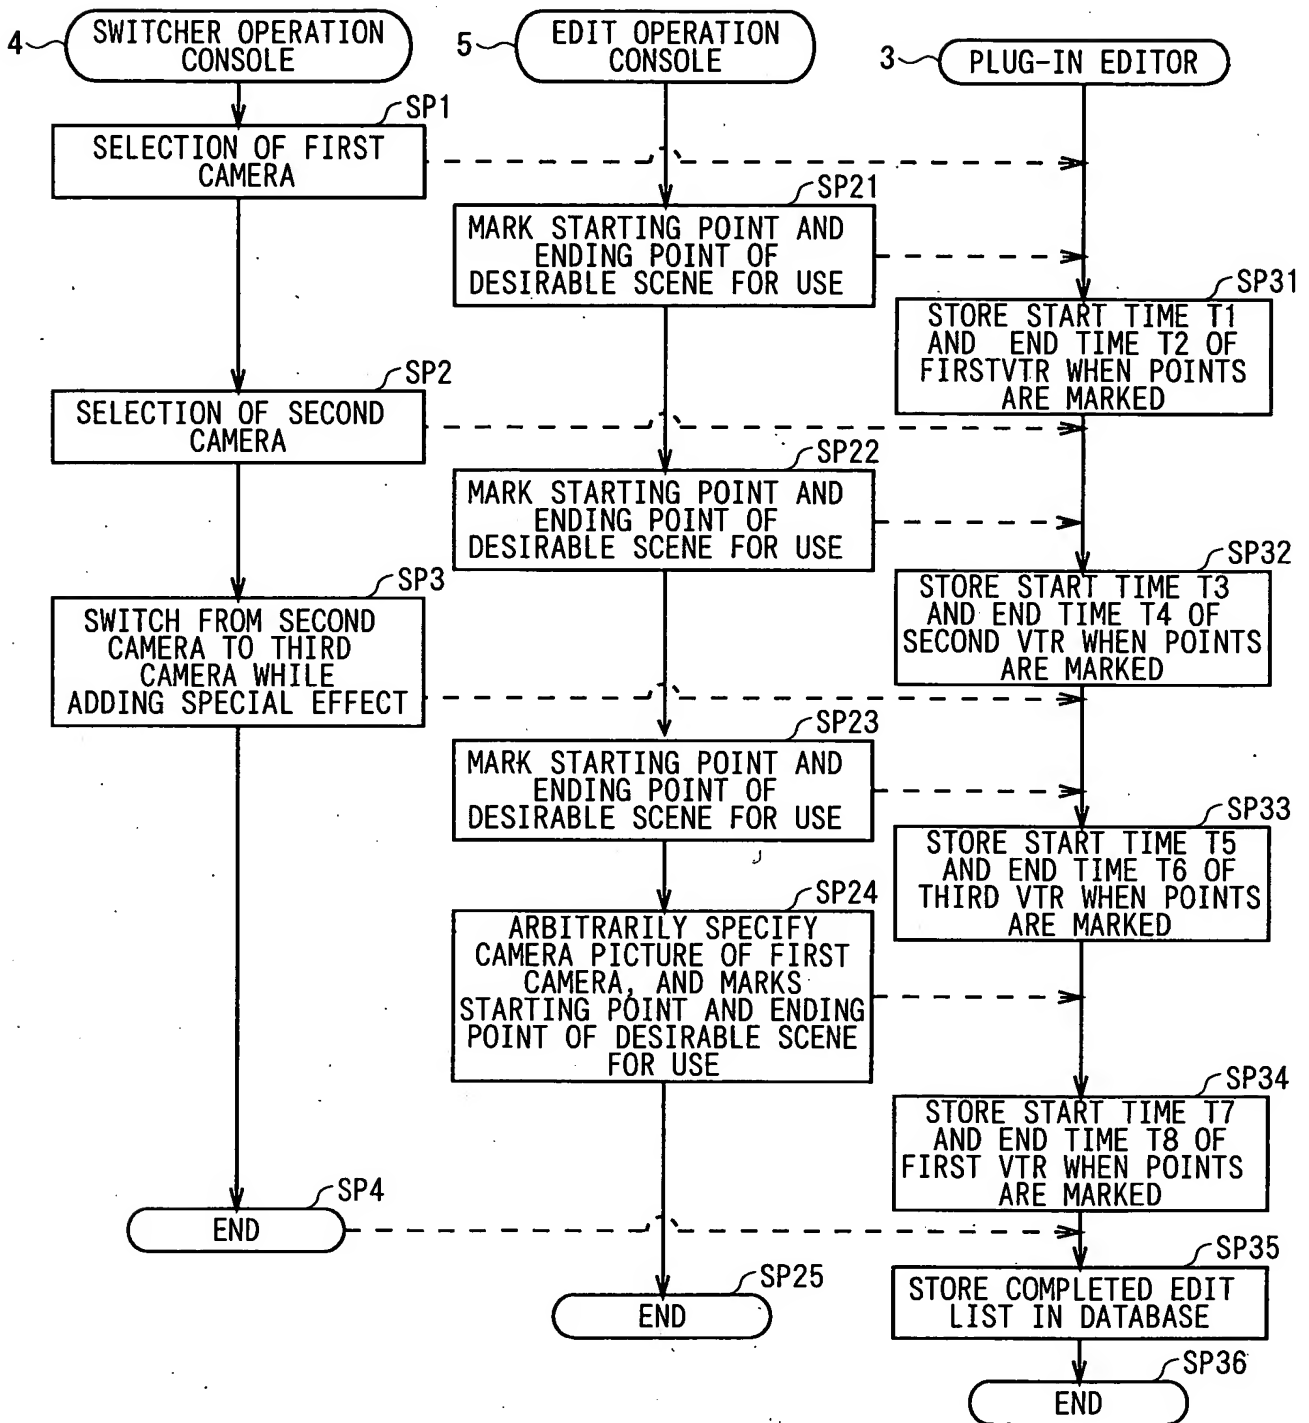 4
SWITCHER OPERATION
CONSOLE
SP1
SELECTION OF FIRST
CAMERA
SP2
SELECTION OF SECOND
CAMERA
SP3
SWITCH FROM SECOND
CAMERA TO THIRD
CAMERA WHILE
ADDING SPECIAL EFFECT
SP4
END
5
EDIT OPERATION
CONSOLE
SP21
MARK STARTING POINT AND
ENDING POINT OF
DESIRABLE SCENE FOR USE
SP22
MARK STARTING POINT AND
ENDING POINT OF
DESIRABLE SCENE FOR USE
SP23
MARK STARTING POINT AND
ENDING POINT OF
DESIRABLE SCENE FOR USE
SP24
ARBITRARILY SPECIFY
CAMERA PICTURE OF FIRST
CAMERA, AND MARKS
STARTING POINT AND ENDING
POINT OF DESIRABLE SCENE
FOR USE
SP25
END
3
PLUG-IN EDITOR
SP31
STORE START TIME T1
AND END TIME T2 OF
FIRSTVTR WHEN POINTS
ARE MARKED
SP32
STORE START TIME T3
AND END TIME T4 OF
SECOND VTR WHEN POINTS
ARE MARKED
SP33
STORE START TIME T5
AND END TIME T6 OF
THIRD VTR WHEN POINTS
ARE MARKED
SP34
STORE START TIME T7
AND END TIME T8 OF
FIRST VTR WHEN POINTS
ARE MARKED
SP35
STORE COMPLETED EDIT
LIST IN DATABASE
SP36
END